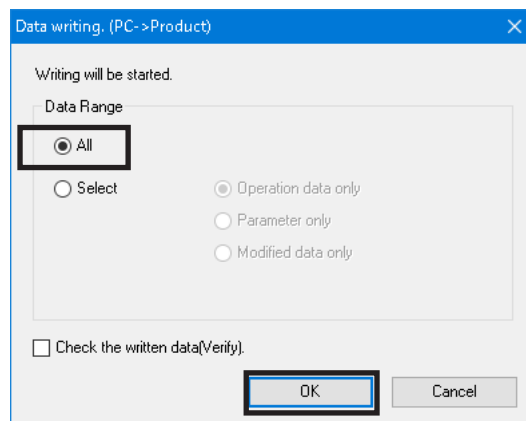 Data writing. (PC->Product)
Writing will be started.
Data Range
All
Select
Operation data only
Parameter only
Modified data only
Check the written data(Verify).
OK
Cancel